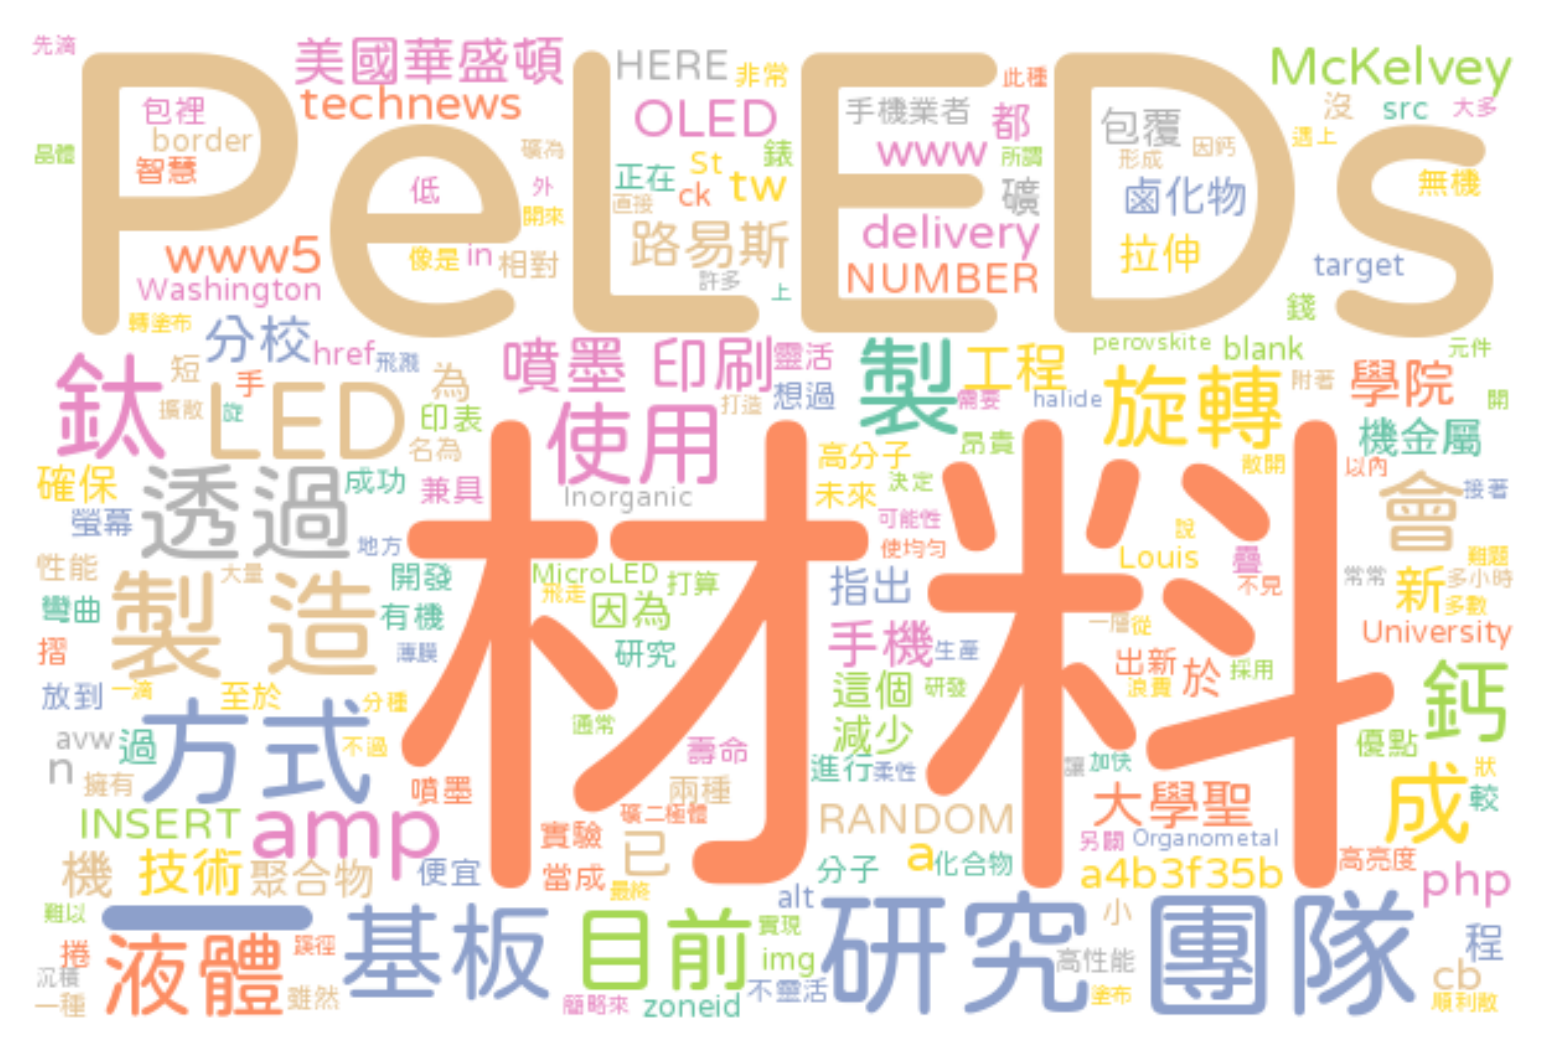 先滴 美國華盛頓 HERE 非常 此種 McKelvey
PeLEDs
包裡 technews OLED 手機業者 都 包覆 沒 src 大多
border 礦為 錶 www 所謂 形成 因鈣 遇上
晶體 智慧 低 外 正在 St ck tw 礦 鹵化物 無機
開來 直接 路易斯 delivery 拉伸
www5 像是 in 相對 許多 上 NUMBER target
Washington 錢
轉塗布 分校 href 飛濺 噴墨 印刷 靈活 製 工程 perovskite blank 元件
鈦 短 手 為 打造 想過 需要 halide 旋轉 附著 學院 開
擴散 旋 LED 印表 使用 昂貴 機金屬
名為 高分子 散開 以內
確保 透過 成功 兼具 Inorganic 未來 決定 會 接著
螢幕 地方 材料 可能性 說
使均勻 Louis 疊 難題
性能 大量 開發 MicroLED 打算 指出 不見 常常 新 多小時
彎曲 製 造 有機 飛走 因為 一層 從 多數
摺 薄膜 研究 手機 生產 出新 於 採用 University
放到 一滴 至於 分種 這個 研發 浪費 鈣
avw 過 方式 不過 通常 壽命 減少 優點
n 擁有 噴墨 兩種 進行 柔性 讓 加快 成 狀 較
INSERT amp 實驗 礦二極體 RANDOM 大學聖
機 技術 聚合物 便宜 當成 已 分子 a 化合物 另關 Organometal 高亮度
最終 alt a4b3f35b php
難以 一 基板 目前 實現 研究團隊 小 程
捲 液體 蹊徑 img 高性能 cb
沉積 一種 雖然 簡略來 zoneid 不靈活 塗布 順利散